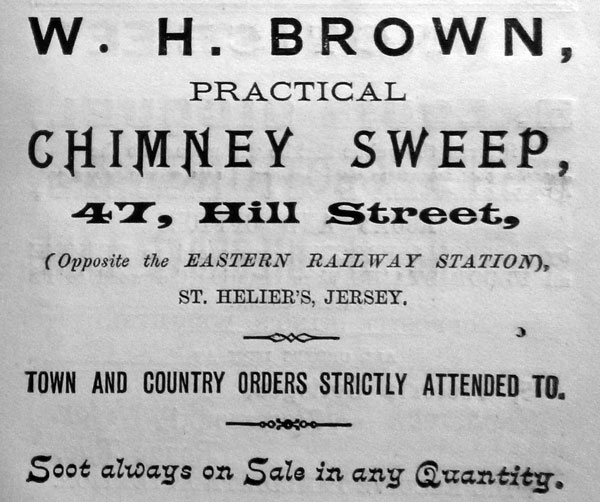 W. H. BROWN,
PRACTICAL
CHIMNEY SWEEP,
47, Hill Street,
(Opposite the EASTERN RAILWAY STATION),
ST. HELIER'S, JERSEY.
TOWN AND COUNTRY ORDERS STRICTLY ATTENDED TO.
Soot always on Sale in any Quantity.